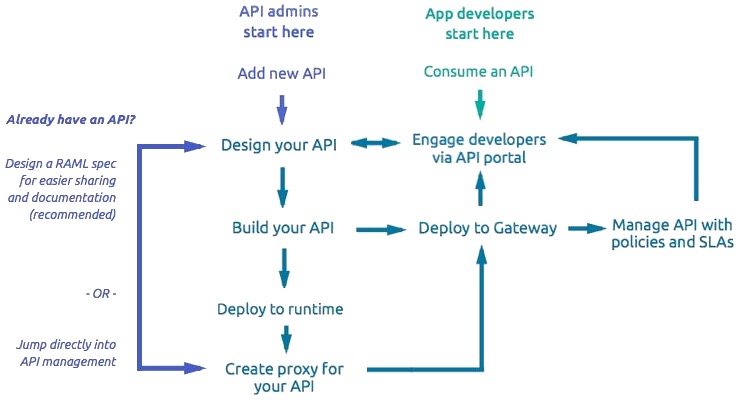 API admins
start here
App developers
start here
Add new API
Consume an API
Already have an API?
Design your API
Engage developers
via API portal
Design a RAML spec
for easier sharing
and documentation
(recommended)
Build your API
Deploy to Gateway
Manage API with
policies and SLAs
- OR -
Deploy to runtime
Jump directly into
API management
Create proxy for
your API